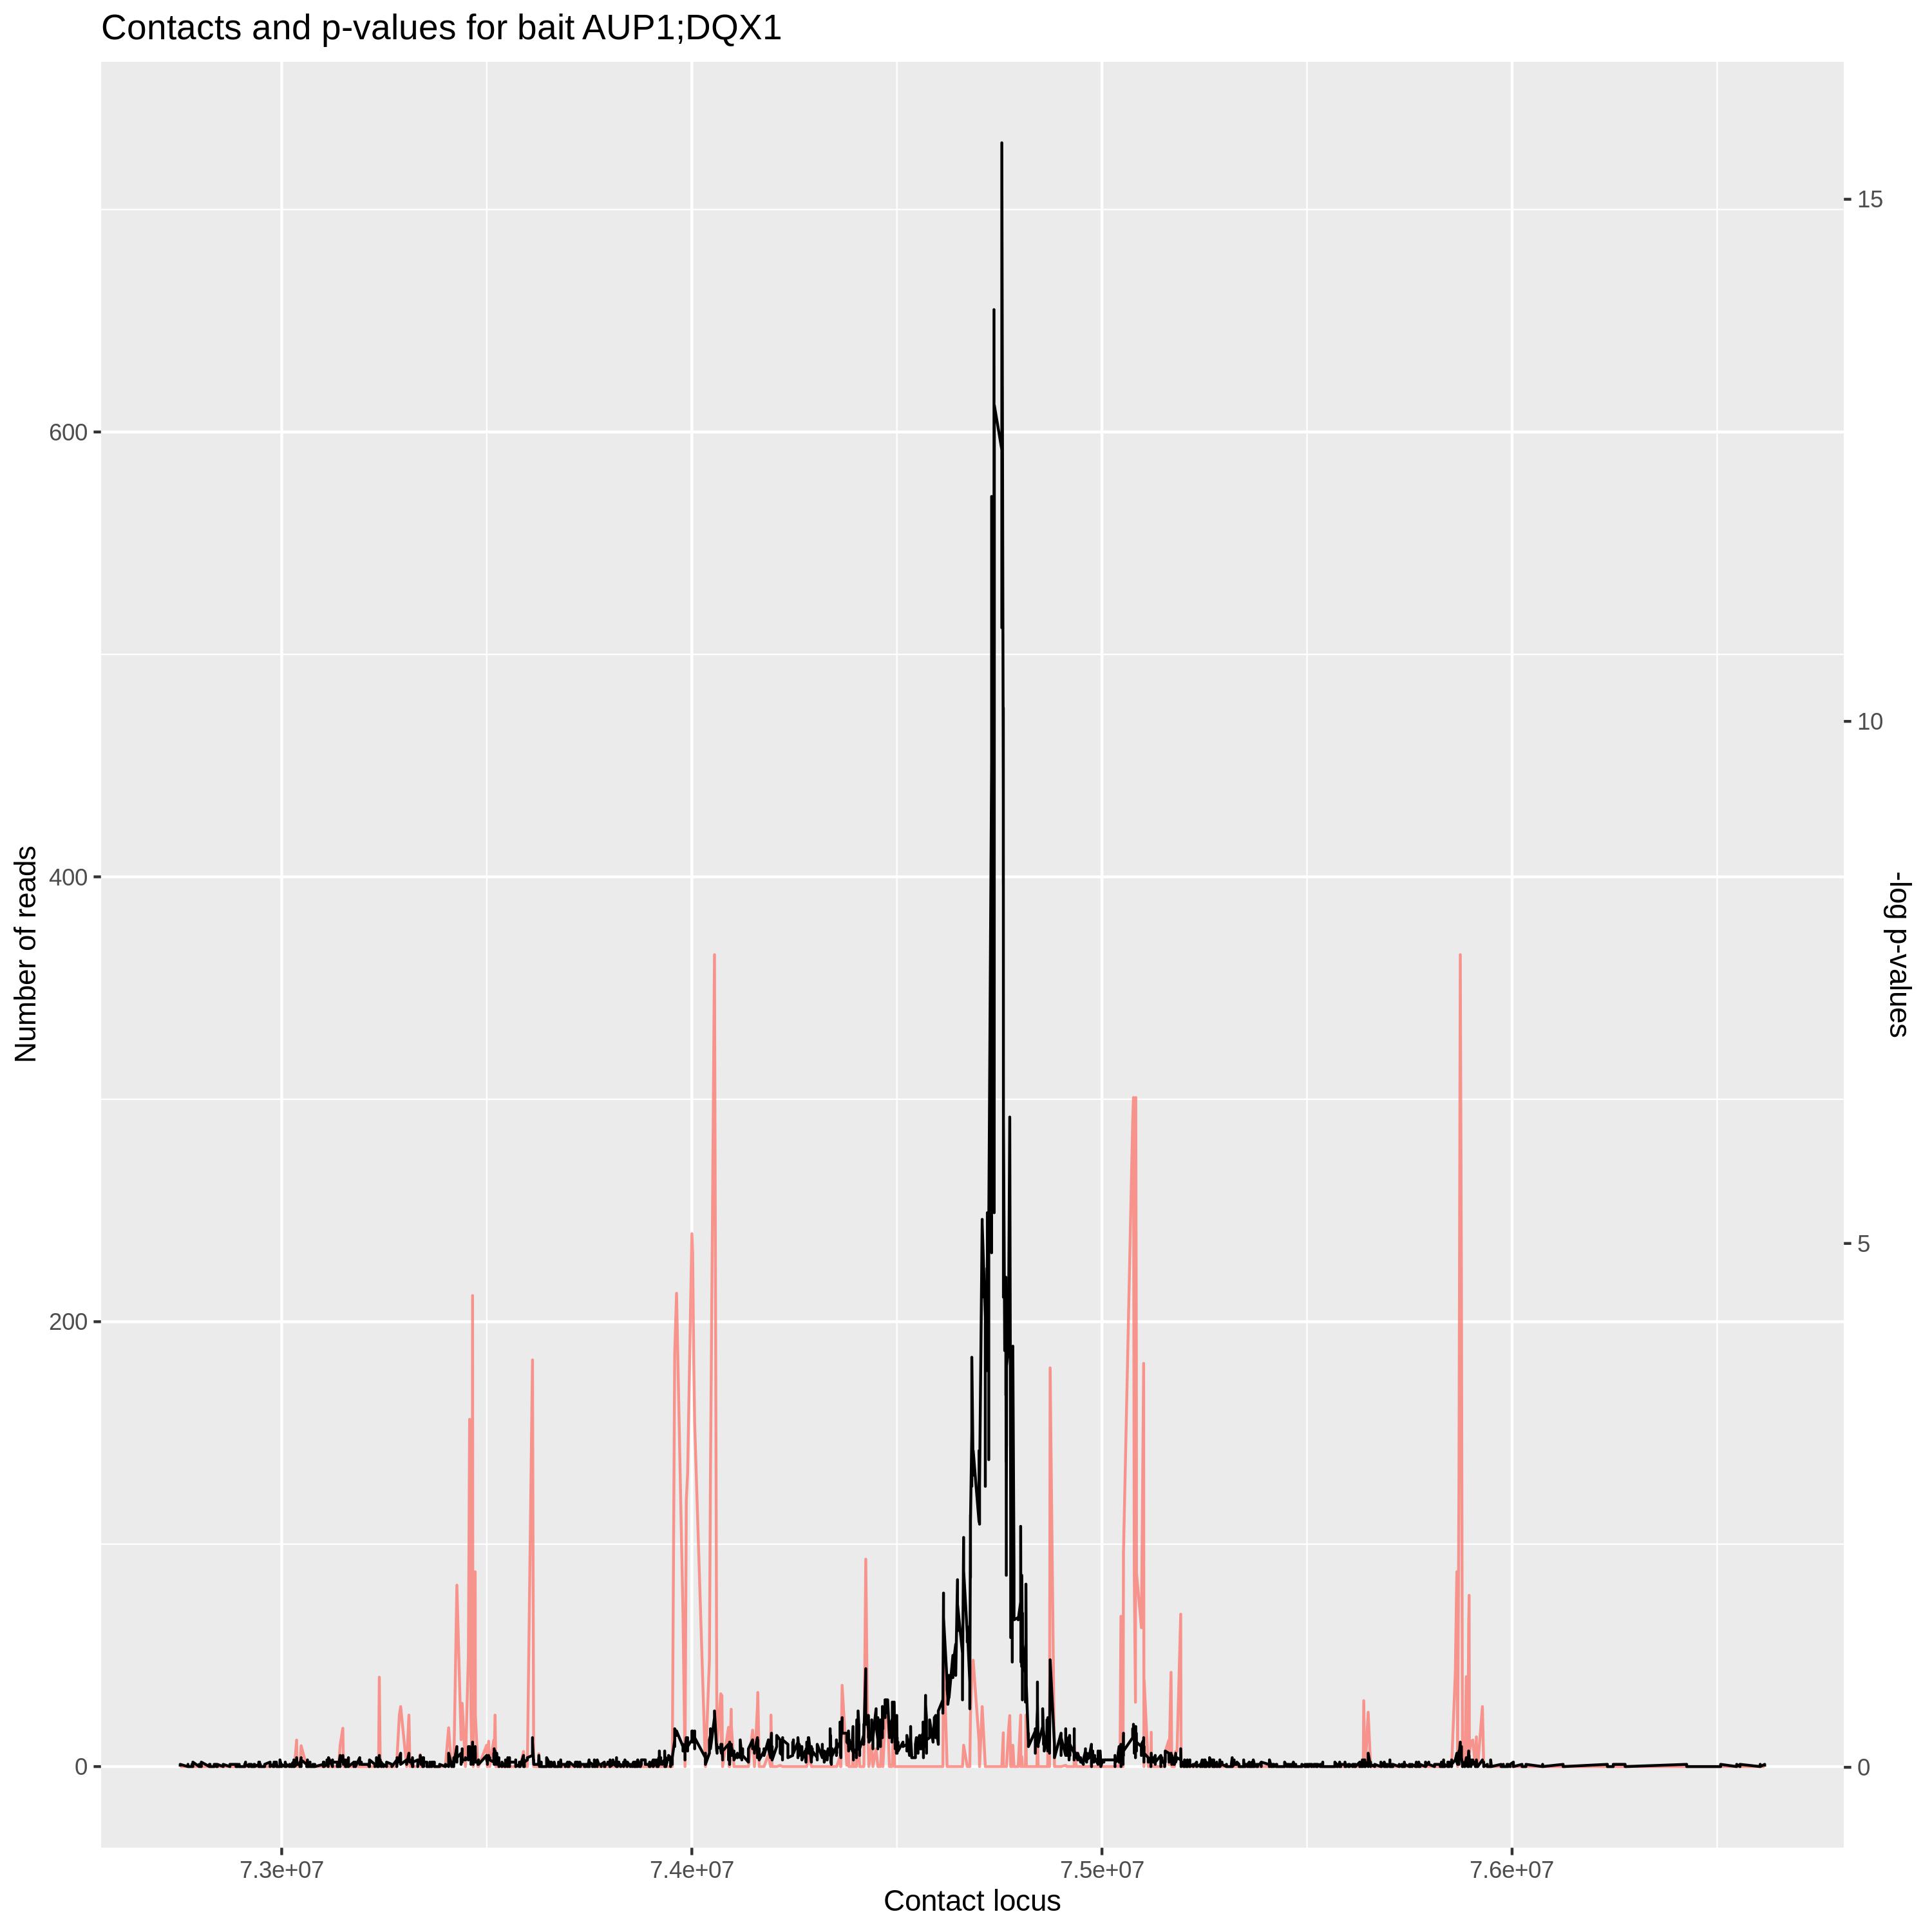 Contacts and p-values for bait AUP1;DQX1
Number of reads
600
400
200
0
15
10
5
0
-log p-values
7.3e+07
7.4e+07
7.5e+07
7.6e+07
Contact locus